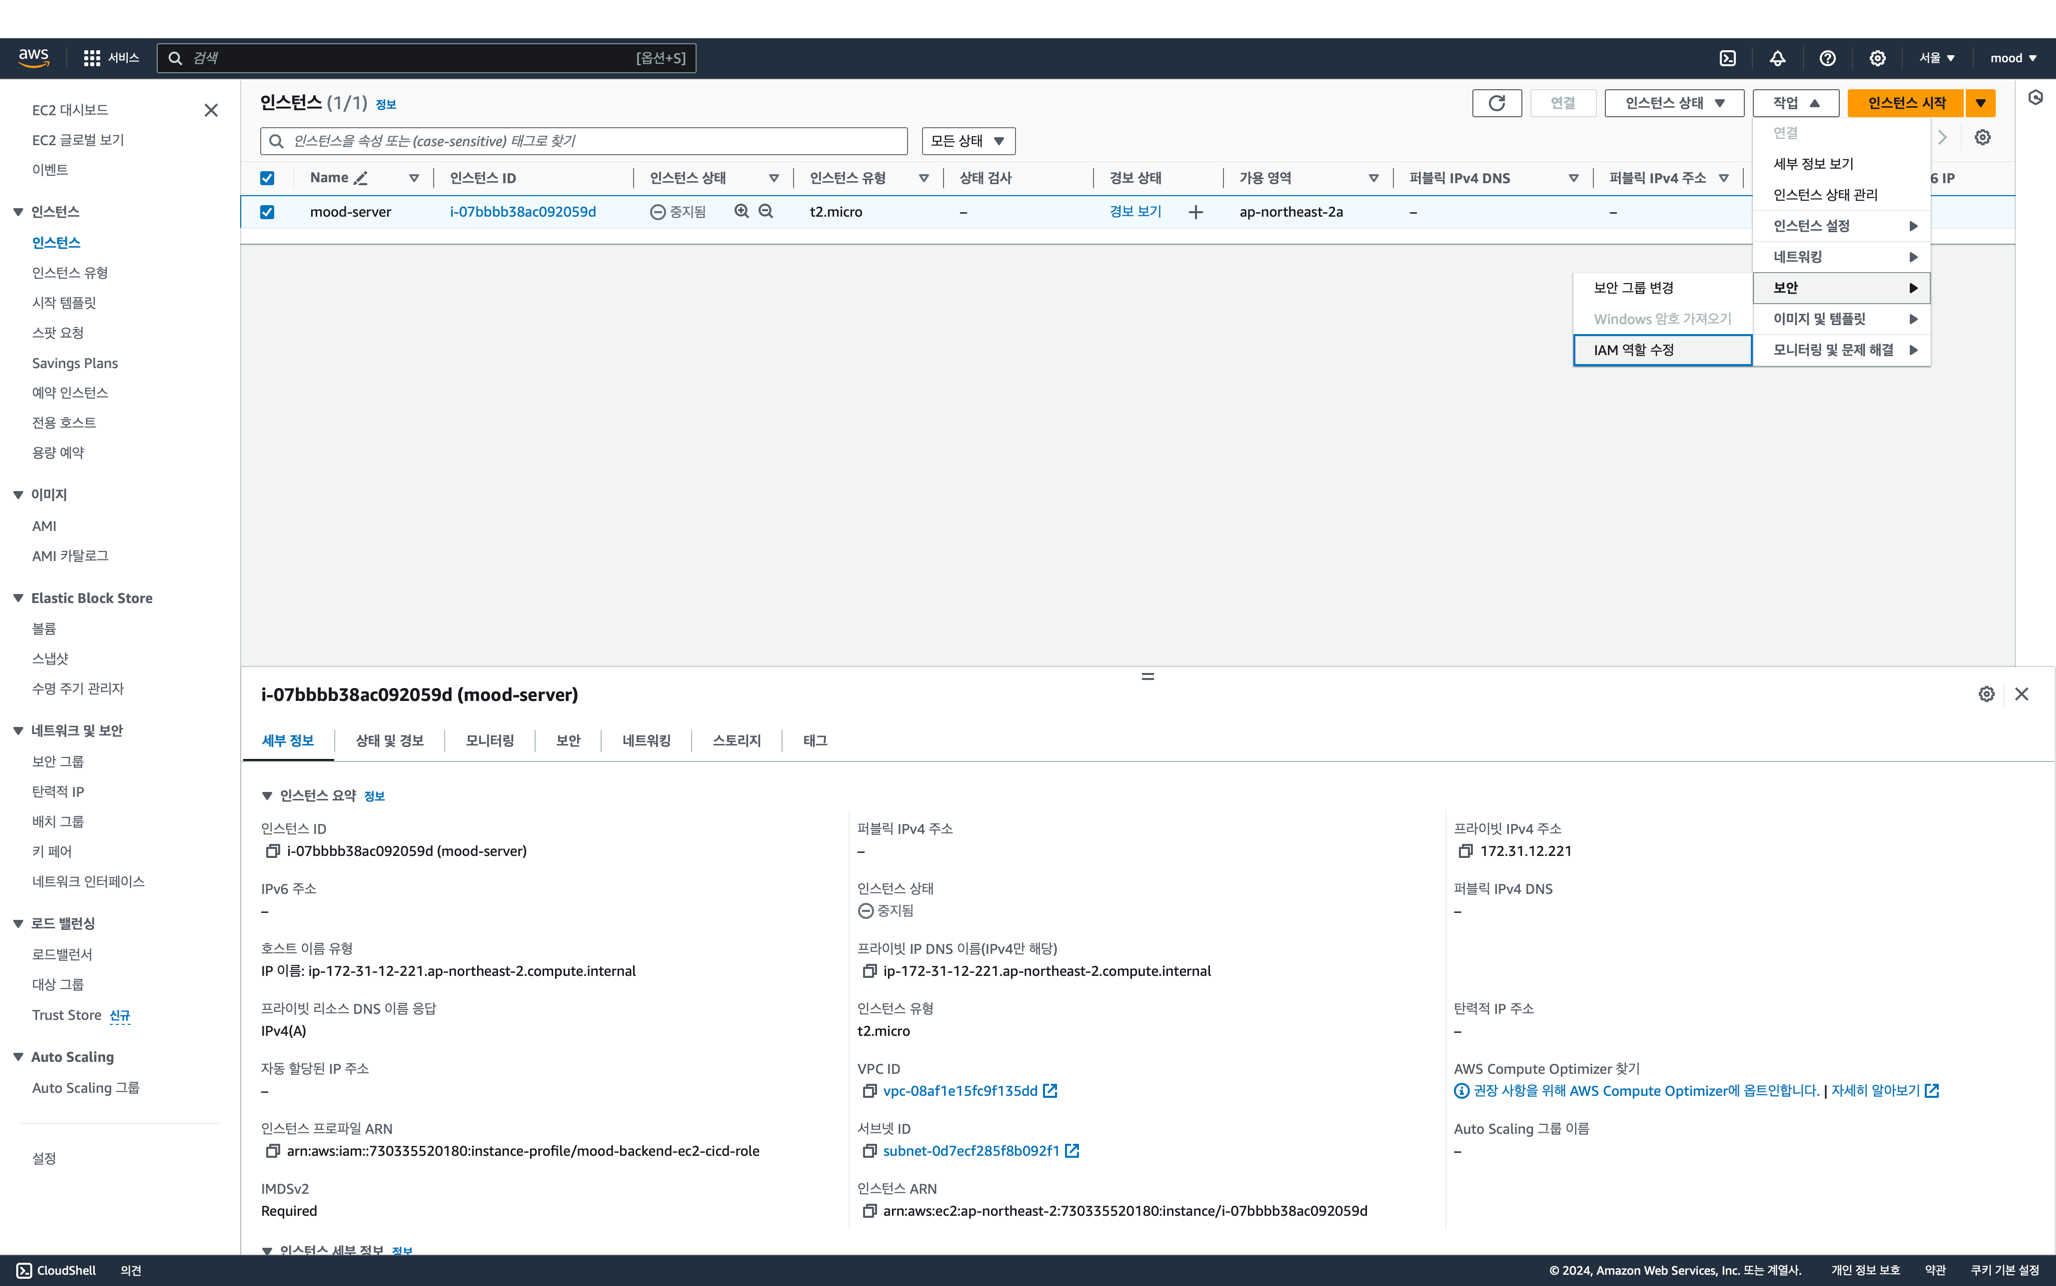 aws
서비스
검색
[옵션+S]
서울
mood
EC2 대시보드
EC2 글로벌 보기
이벤트
인스턴스
인스턴스
인스턴스 유형
시작 템플릿
스팟 요청
Savings Plans
예약 인스턴스
전용 호스트
용량 예약
이미지
AMI
AMI 카탈로그
Elastic Block Store
볼륨
스냅샷
수명 주기 관리자
네트워크 및 보안
보안 그룹
탄력적 IP
배치 그룹
키 페어
네트워크 인터페이스
로드 밸런싱
로드밸런서
대상 그룹
Trust Store 신규
Auto Scaling
Auto Scaling 그룹
설정
인스턴스 (1/1) 정보
연결
인스턴스 상태
작업
인스턴스 시작
인스턴스을 속성 또는 (case-sensitive) 태그로 찾기
모든 상태
Name
인스턴스 ID
인스턴스 상태
인스턴스 유형
상태 검사
경보 상태
가용 영역
퍼블릭 IPv4 DNS
퍼블릭 IPv4 주소
6 IP
mood-server
i-07bbbb38ac092059d
중지됨
t2.micro
–
경보 보기
ap-northeast-2a
–
–
연결
세부 정보 보기
인스턴스 상태 관리
인스턴스 설정
네트워킹
보안
이미지 및 템플릿
모니터링 및 문제 해결
보안 그룹 변경
Windows 암호 가져오기
IAM 역할 수정
i-07bbbb38ac092059d (mood-server)
세부 정보
상태 및 경보
모니터링
보안
네트워킹
스토리지
태그
인스턴스 요약 정보
인스턴스 ID
i-07bbbb38ac092059d (mood-server)
퍼블릭 IPv4 주소
–
프라이빗 IPv4 주소
172.31.12.221
IPv6 주소
–
인스턴스 상태
중지됨
퍼블릭 IPv4 DNS
–
호스트 이름 유형
IP 이름: ip-172-31-12-221.ap-northeast-2.compute.internal
프라이빗 IP DNS 이름(IPv4만 해당)
ip-172-31-12-221.ap-northeast-2.compute.internal
프라이빗 리소스 DNS 이름 응답
IPv4(A)
인스턴스 유형
t2.micro
탄력적 IP 주소
–
자동 할당된 IP 주소
–
VPC ID
vpc-08af1e15fc9f135dd
AWS Compute Optimizer 찾기
권장 사항을 위해 AWS Compute Optimizer에 옵트인합니다. | 자세히 알아보기
인스턴스 프로파일 ARN
arn:aws:iam::730335520180:instance-profile/mood-backend-ec2-cicd-role
서브넷 ID
subnet-0d7ecf285f8b092f1
Auto Scaling 그룹 이름
–
IMDSv2
Required
인스턴스 ARN
arn:aws:ec2:ap-northeast-2:730335520180:instance/i-07bbbb38ac092059d
인스턴스 세부 정보 정보
CloudShell
의견
© 2024, Amazon Web Services, Inc. 또는 계열사.
개인 정보 보호
약관
쿠키 기본 설정